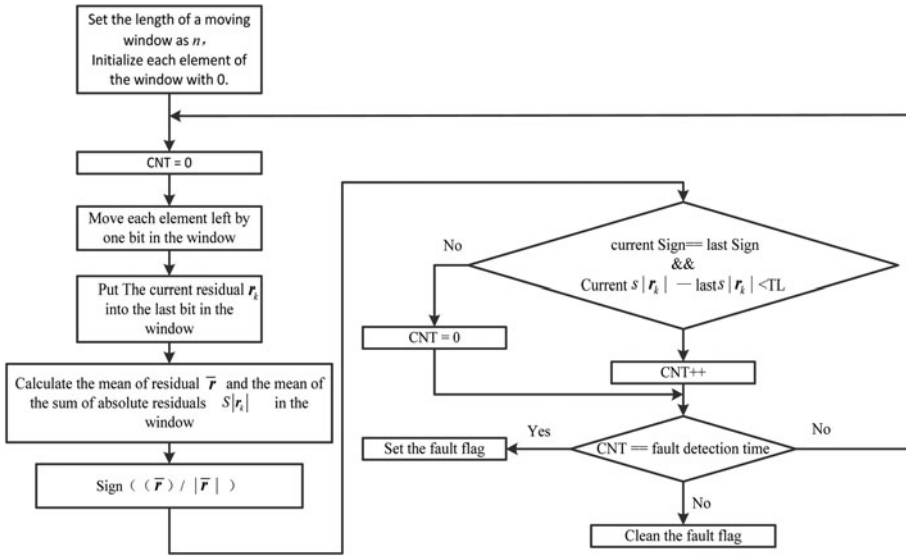 Set the length of a moving
window as n,
Initialize each element of
the window with 0.
CNT = 0
Move each element left by
one bit in the window
Put The current residual r_k
into the last bit in the
window
Calculate the mean of residual r̅ and the mean of
the sum of absolute residuals S|r_k| in the
window
Sign ( (r̅) / |r̅| )
current Sign== last Sign
&&
Current s|r_k| —last s|r_k| <TL
No
CNT = 0
CNT++
CNT == fault detection time
Yes
Set the fault flag
No
No
Clean the fault flag